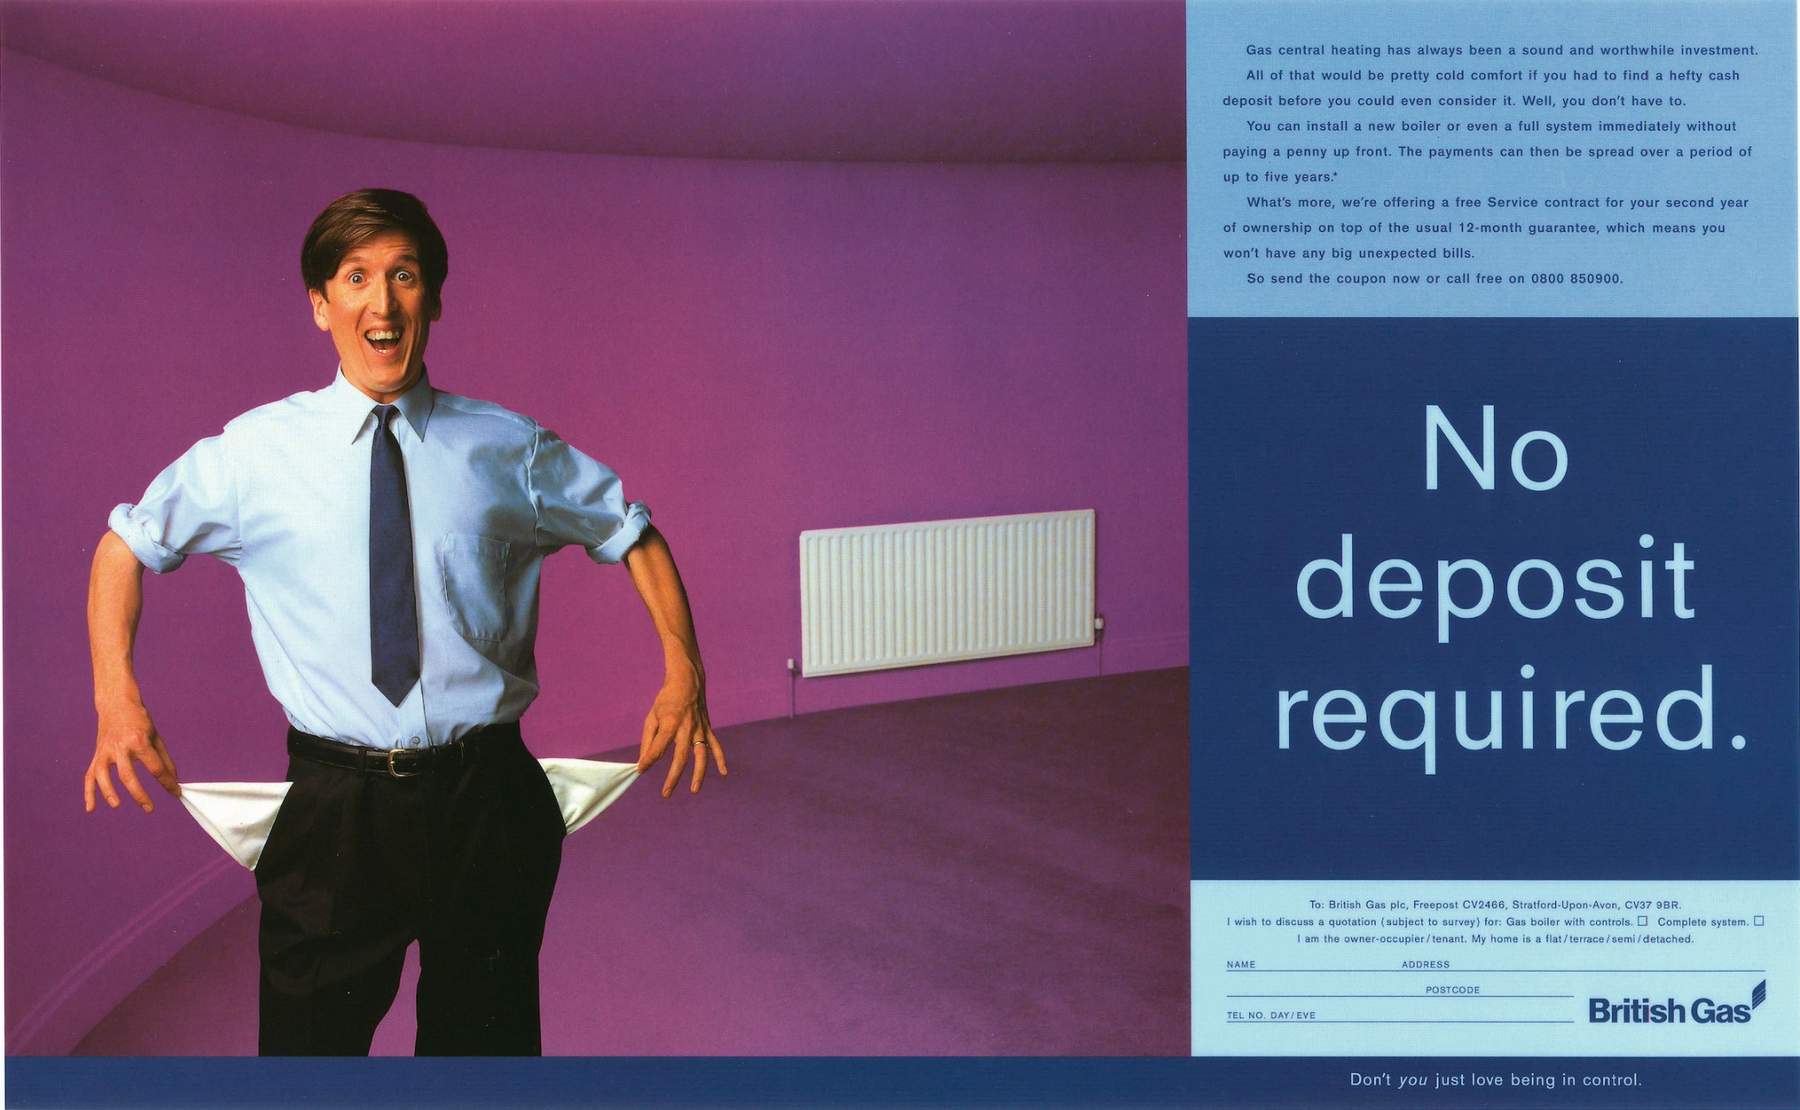 Gas central heating has always been a sound and worthwhile investment.
All of that would be pretty cold comfort if you had to find a hefty cash
deposit before you could even consider it. Well, you don't have to.
You can install a new boiler or even a full system immediately without
paying a penny up front. The payments can then be spread over a period of
up to five years.*
What's more, we're offering a free Service contract for your second year
of ownership on top of the usual 12-month guarantee, which means you
won't have any big unexpected bills.
So send the coupon now or call free on 0800 850900.
No
deposit
required.
To: British Gas plc, Freepost CV2466, Stratford-Upon-Avon, CV37 9BR.
I wish to discuss a quotation (subject to survey) for: Gas boiler with controls. ☐ Complete system. ☐
I am the owner-occupier/tenant. My home is a flat/terrace/semi/detached.
NAME ADDRESS
POSTCODE
TEL NO. DAY/EVE
British Gas
Don't you just love being in control.